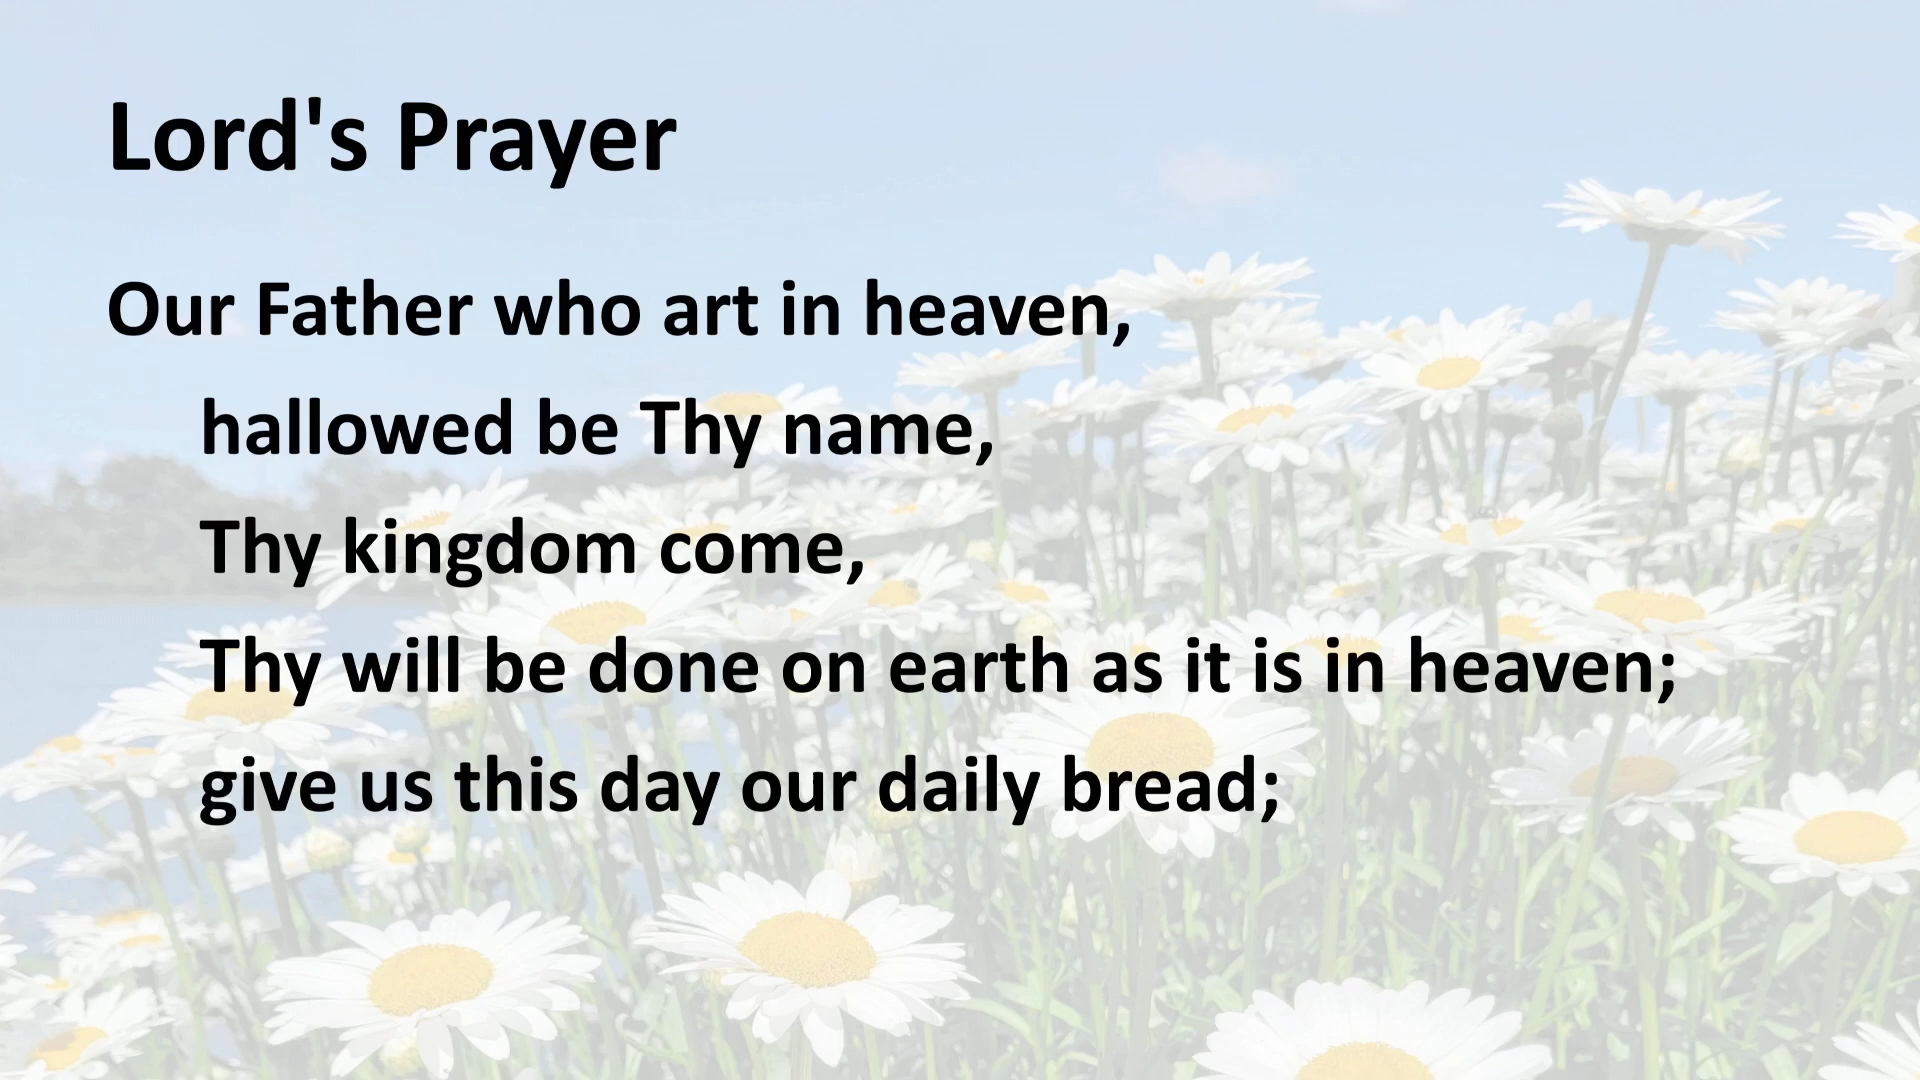 Lord's Prayer
Our Father who art in heaven,
hallowed be Thy name,
Thy kingdom come,
Thy will be done on earth as it is in heaven;
give us this day our daily bread;